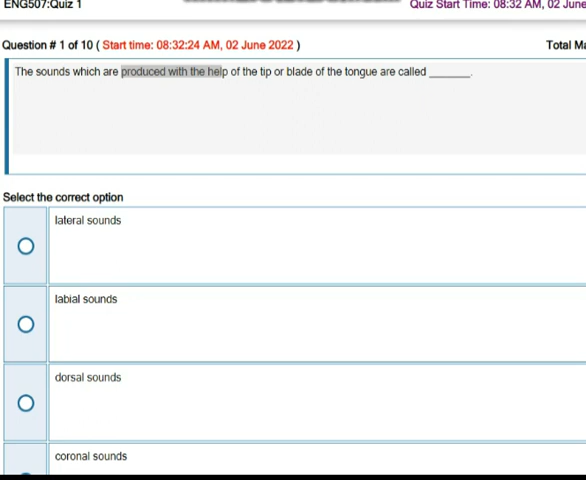 ENG507:Quiz 1
Quiz Start Time: 08:32 AM, 02 June
Question # 1 of 10 ( Start time: 08:32:24 AM, 02 June 2022 )
Total Ma
The sounds which are produced with the help of the tip or blade of the tongue are called _______.
Select the correct option
lateral sounds
labial sounds
dorsal sounds
coronal sounds